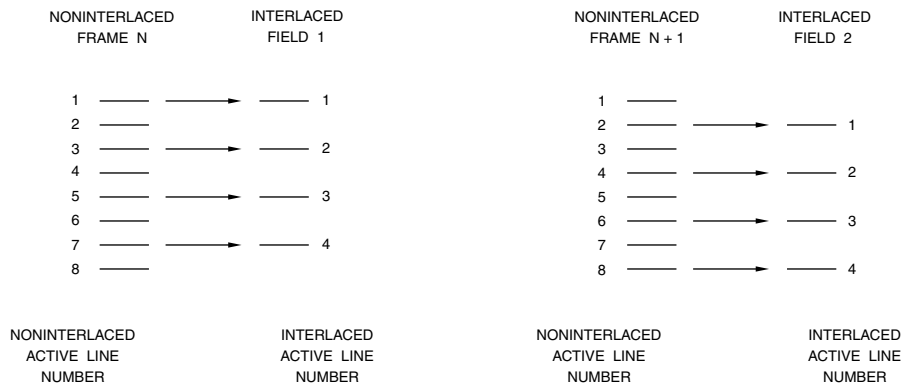 NONINTERLACED
FRAME N
INTERLACED
FIELD 1
1
2
3
4
5
6
7
8
1
2
3
4
NONINTERLACED
ACTIVE LINE
NUMBER
INTERLACED
ACTIVE LINE
NUMBER
NONINTERLACED
FRAME N + 1
INTERLACED
FIELD 2
1
2
3
4
5
6
7
8
1
2
3
4
NONINTERLACED
ACTIVE LINE
NUMBER
INTERLACED
ACTIVE LINE
NUMBER